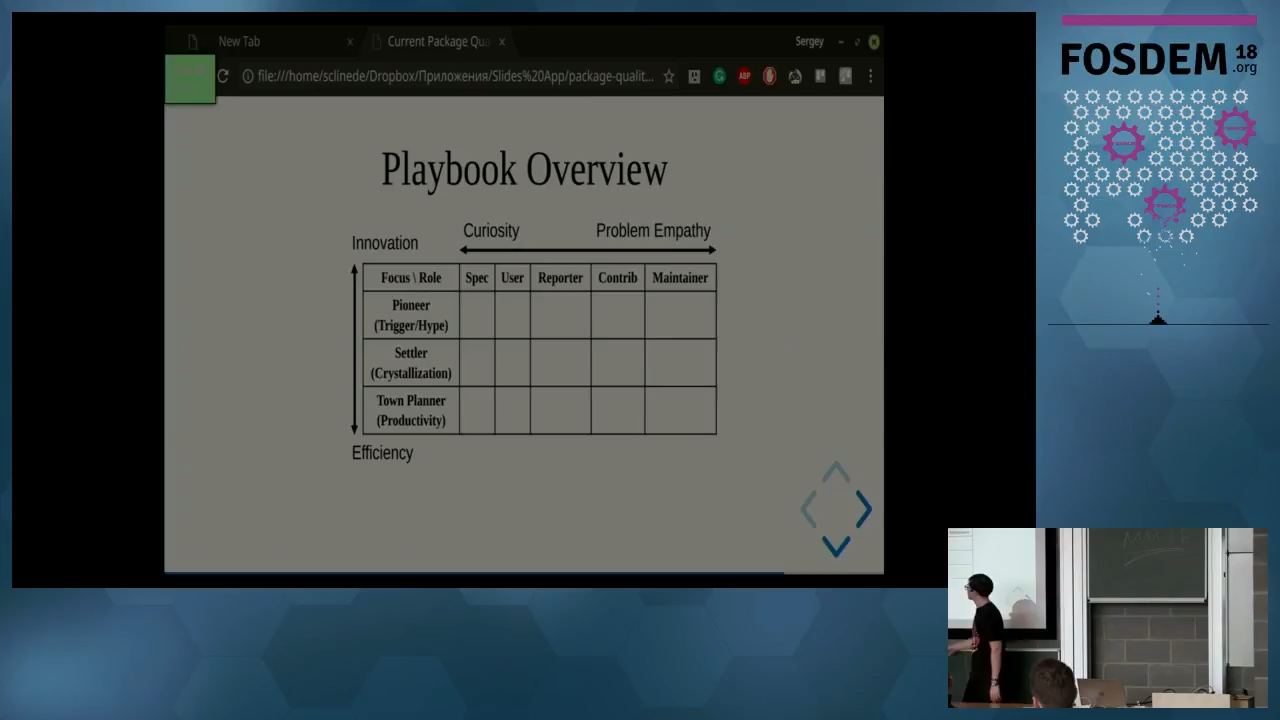 New Tab
Current Package Qua
Sergey
file:///home/sclinede/Dropbox/Приложения/Slides%20App/package-qualit...
ABP
Playbook Overview
Curiosity
Problem Empathy
Innovation
Focus \ Role
Spec
User
Reporter
Contrib
Maintainer
Pioneer
(Trigger/Hype)
Settler
(Crystallization)
Town Planner
(Productivity)
Efficiency
FOSDEM 18
.org